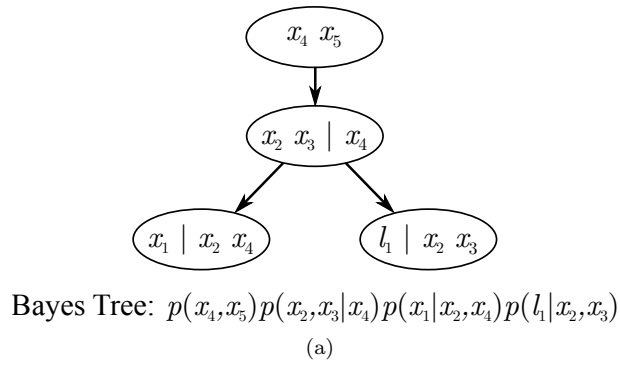 x₄ x₅
x₂ x₃ | x₄
x₁ | x₂ x₄
l₁ | x₂ x₃
Bayes Tree: p(x₄,x₅)p(x₂,x₃|x₄)p(x₁|x₂,x₄)p(l₁|x₂,x₃)
(a)